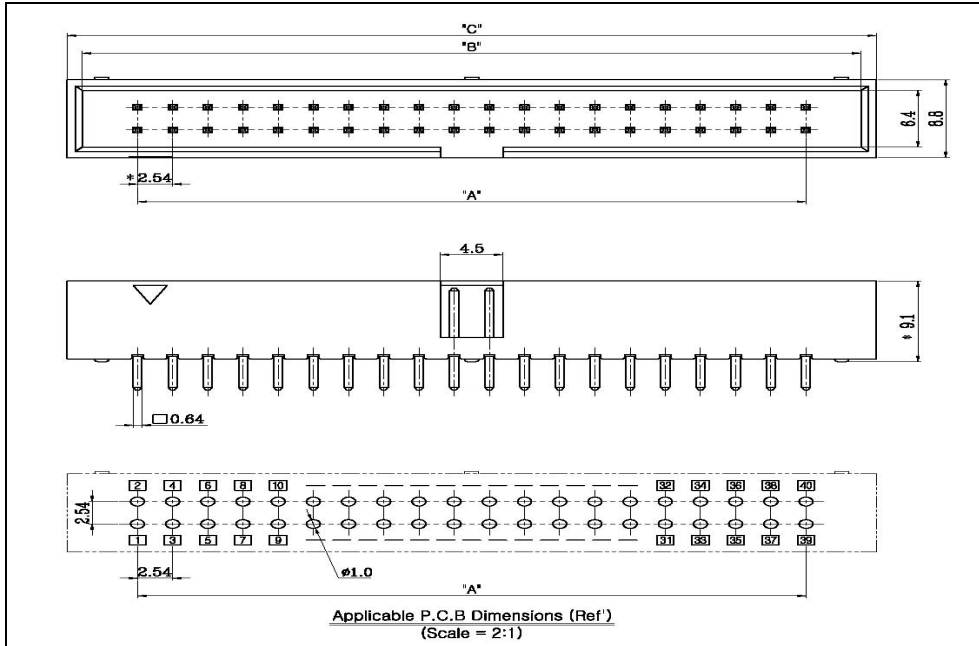 "C"
"B"
6.4
8.8
*2.54
"A"
4.5
* 9.1
□0.64
2 4 6 8 10 32 34 36 38 40
2.54
1 3 5 7 9 31 33 35 37 39
2.54
ø1.0
"A"
Applicable P.C.B Dimensions (Ref')
(Scale = 2:1)